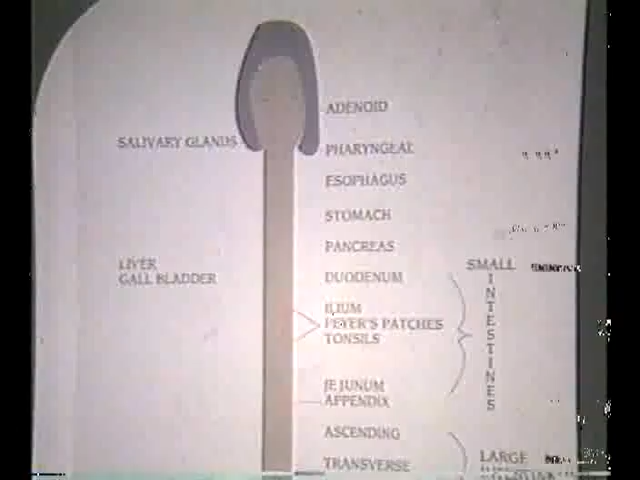 ADENOID
SALIVARY GLANDS
PHARYNGEAL
ESOPHAGUS
STOMACH
PANCREAS
LIVER
GALL BLADDER
DUODENUM
SMALL
INTESTINES
ILIUM
PEYER'S PATCHES
TONSILS
JEJUNUM
APPENDIX
ASCENDING
TRANSVERSE
LARGE